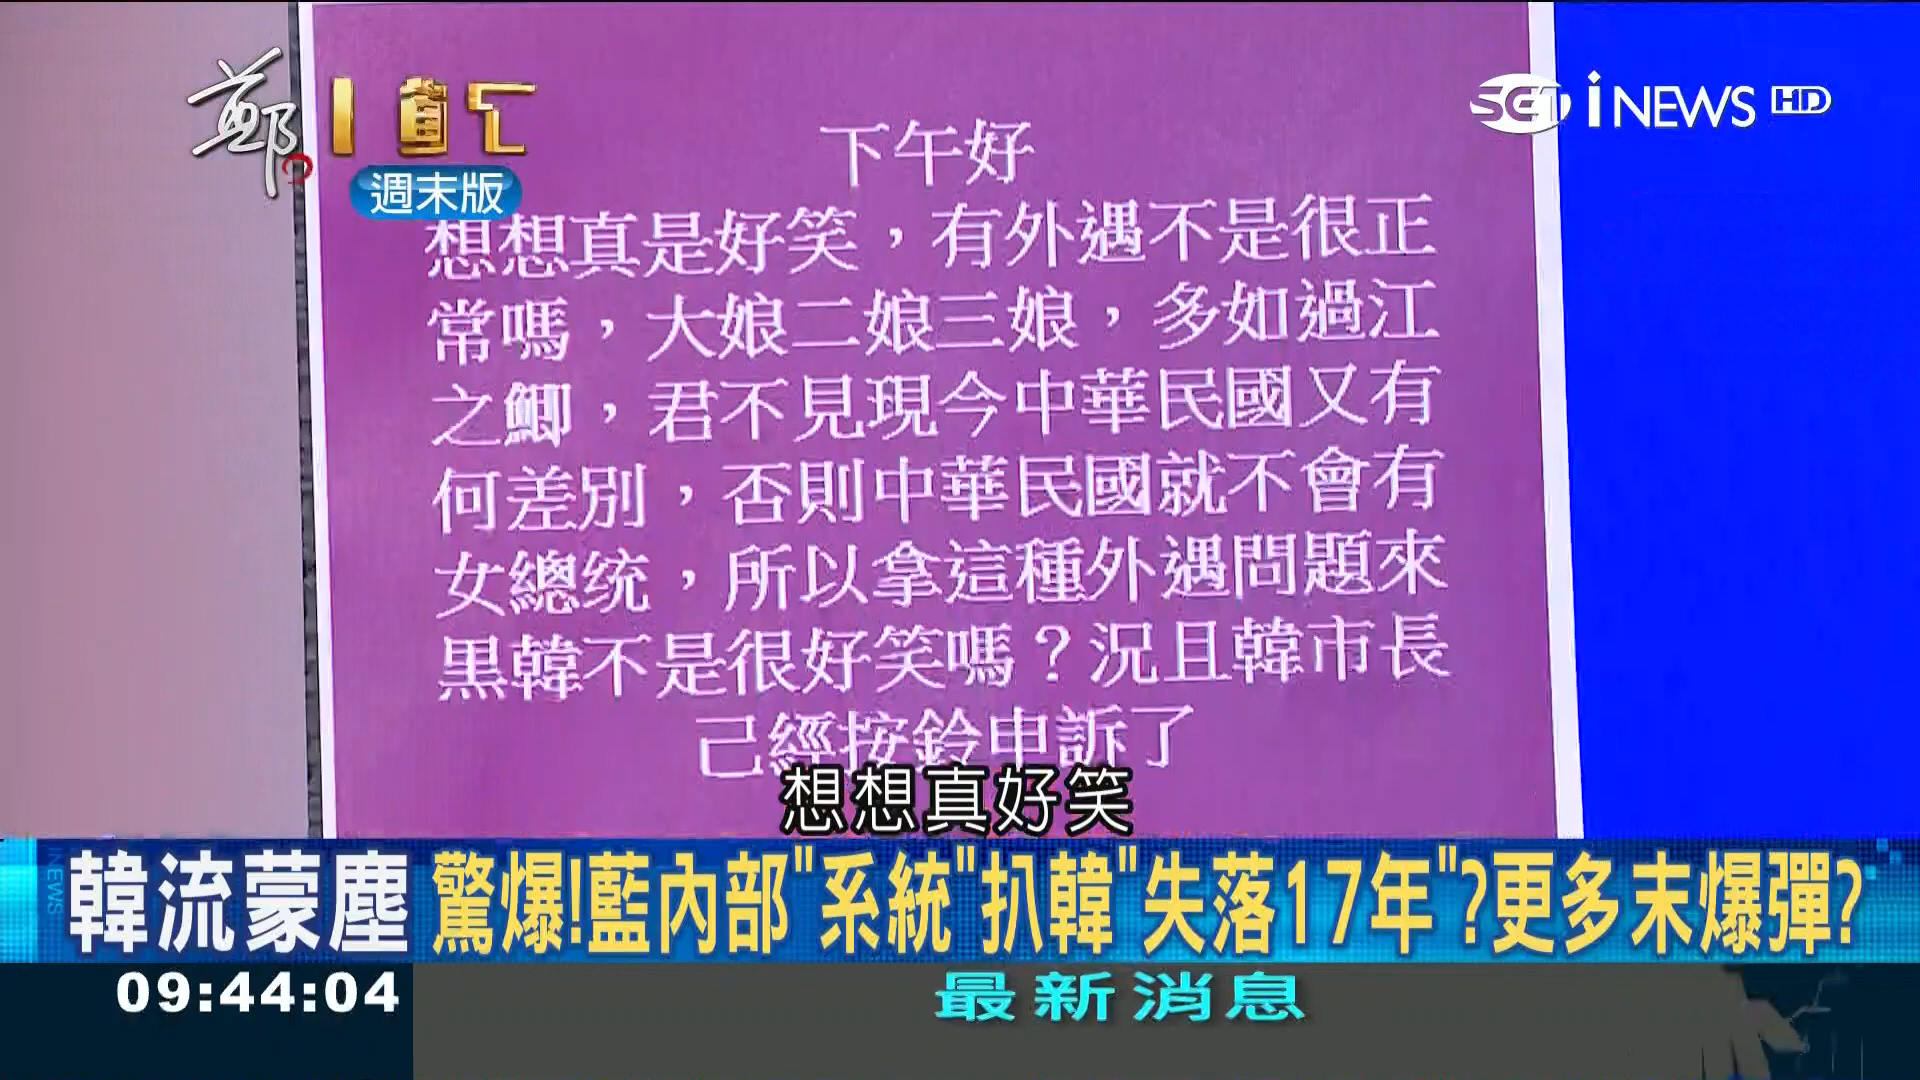 鄭
週末版
SET iNEWS HD
下午好
想想真是好笑，有外遇不是很正
常嗎，大娘二娘三娘，多如過江
之鯽，君不見現今中華民國又有
何差別，否則中華民國就不會有
女總统，所以拿這種外遇問題來
黑韓不是很好笑嗎？況且韓市長
己經按鈴申訴了
想想真好笑
iNEWS
韓流蒙塵
驚爆!藍內部"系統"扒韓"失落17年"?更多未爆彈?
09:44:04
最新消息